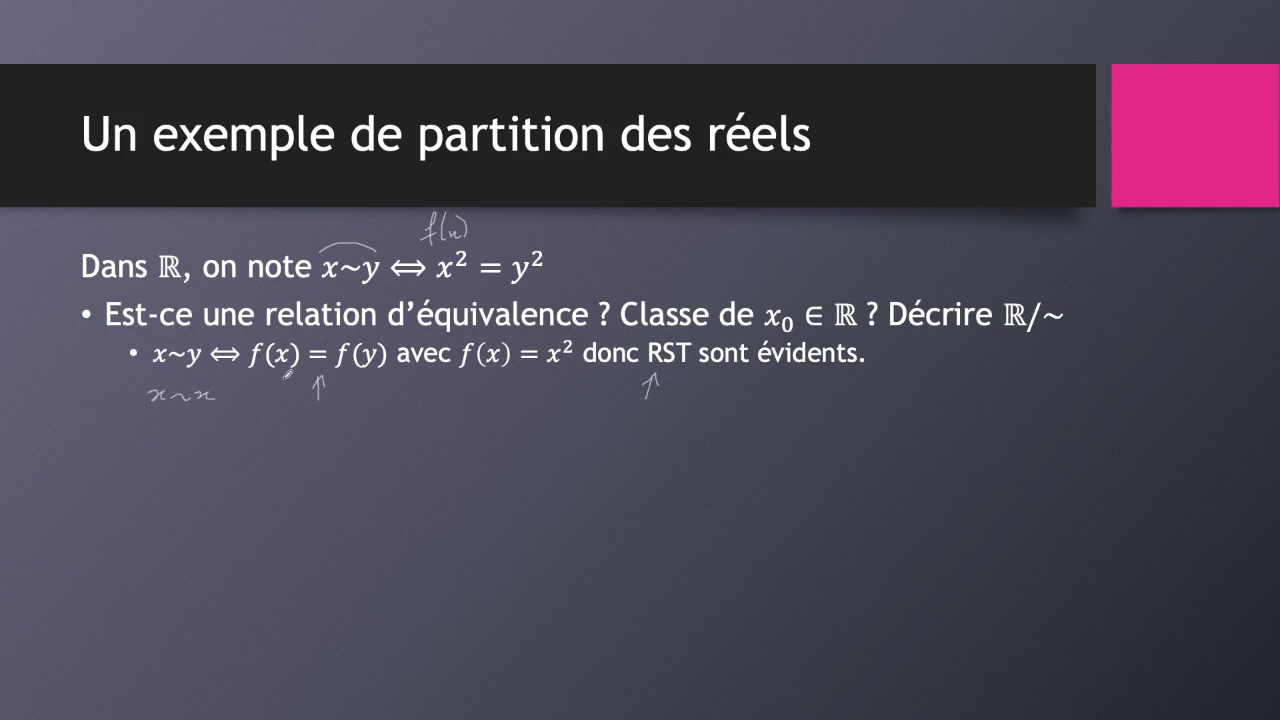 Un exemple de partition des réels
f(x)
Dans ℝ, on note x~y ⟺ x² = y²
• Est-ce une relation d’équivalence ? Classe de x₀ ∈ ℝ ? Décrire ℝ/~
• x~y ⟺ f(x) = f(y) avec f(x) = x² donc RST sont évidents.
x~x ↑ ↑